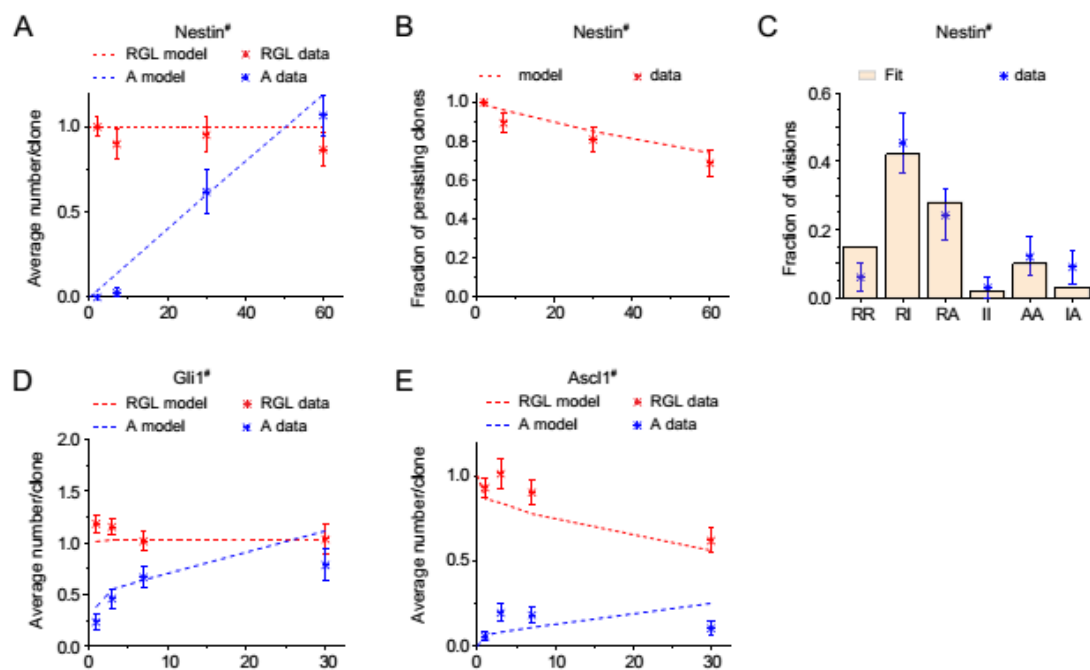 A
Nestin#
RGL model
RGL data
A model
A data
Average number/clone
1.0
0.5
0.0
0
20
40
60
B
Nestin#
model
data
Fraction of persisting clones
1.0
0.8
0.6
0.4
0.2
0.0
0
20
40
60
C
Nestin#
Fit
data
Fraction of divisions
0.6
0.4
0.2
0.0
RR
RI
RA
II
AA
IA
D
Gli1#
RGL model
RGL data
A model
A data
Average number/clone
2.0
1.5
1.0
0.5
0.0
0
10
20
30
E
Ascl1#
RGL model
RGL data
A model
A data
Average number/clone
1.0
0.5
0.0
0
10
20
30